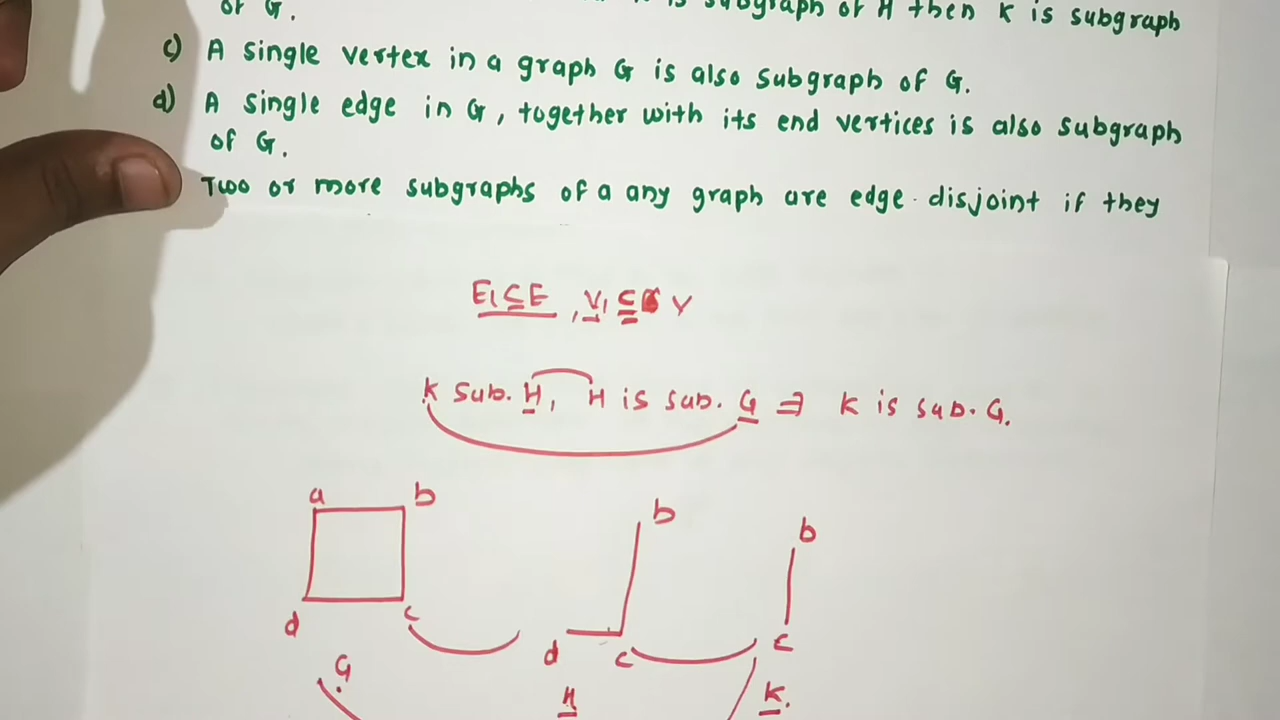 of G. is subgraph of H then K is subgraph
c) A single vertex in a graph G is also subgraph of G.
d) A single edge in G, together with its end vertices is also subgraph
of G.
Two or more subgraphs of a any graph are edge-disjoint if they
E1 ⊆ E, V1 ⊆ V
K sub. H, H is sub. G ⇒ K is sub. G.
a b
d c
G
b
d c
H
b
c
K.